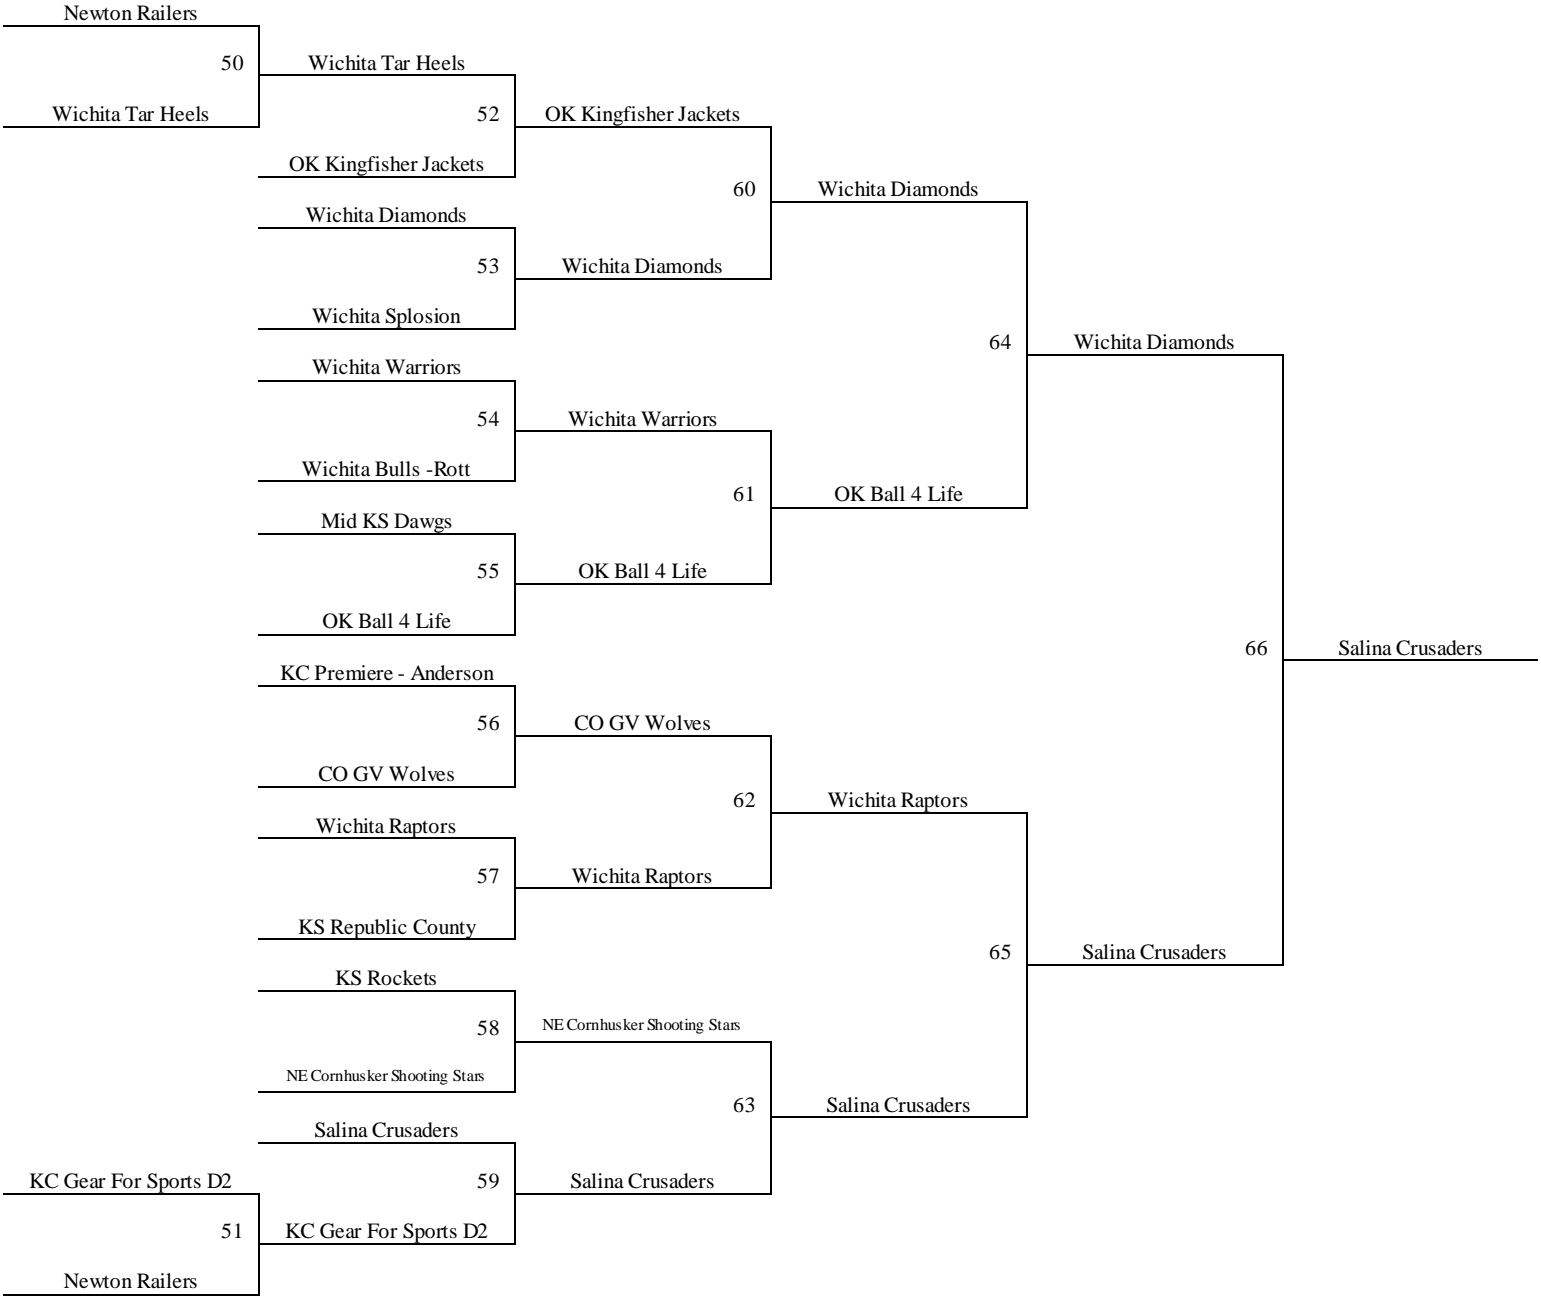 Newton Railers
50
Wichita Tar Heels
Wichita Tar Heels
52
OK Kingfisher Jackets
OK Kingfisher Jackets
60
Wichita Diamonds
Wichita Diamonds
53
Wichita Diamonds
Wichita Splosion
64
Wichita Diamonds
Wichita Warriors
54
Wichita Warriors
Wichita Bulls -Rott
61
OK Ball 4 Life
Mid KS Dawgs
55
OK Ball 4 Life
OK Ball 4 Life
66
Salina Crusaders
KC Premiere - Anderson
56
CO GV Wolves
CO GV Wolves
62
Wichita Raptors
Wichita Raptors
57
Wichita Raptors
KS Republic County
65
Salina Crusaders
KS Rockets
58
NE Cornhusker Shooting Stars
NE Cornhusker Shooting Stars
63
Salina Crusaders
Salina Crusaders
KC Gear For Sports D2
59
Salina Crusaders
51
KC Gear For Sports D2
Newton Railers